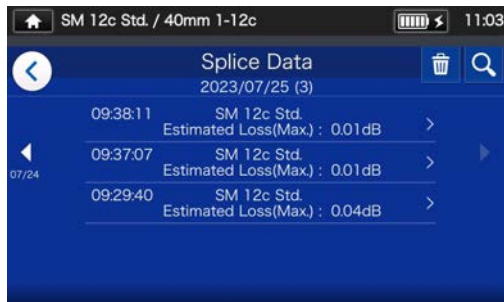 SM 12c Std. / 40mm 1-12c
11:03
Splice Data
2023/07/25 (3)
09:38:11 SM 12c Std.
Estimated Loss(Max.) : 0.01dB
09:37:07 SM 12c Std.
Estimated Loss(Max.) : 0.01dB
07/24
09:29:40 SM 12c Std.
Estimated Loss(Max.) : 0.04dB